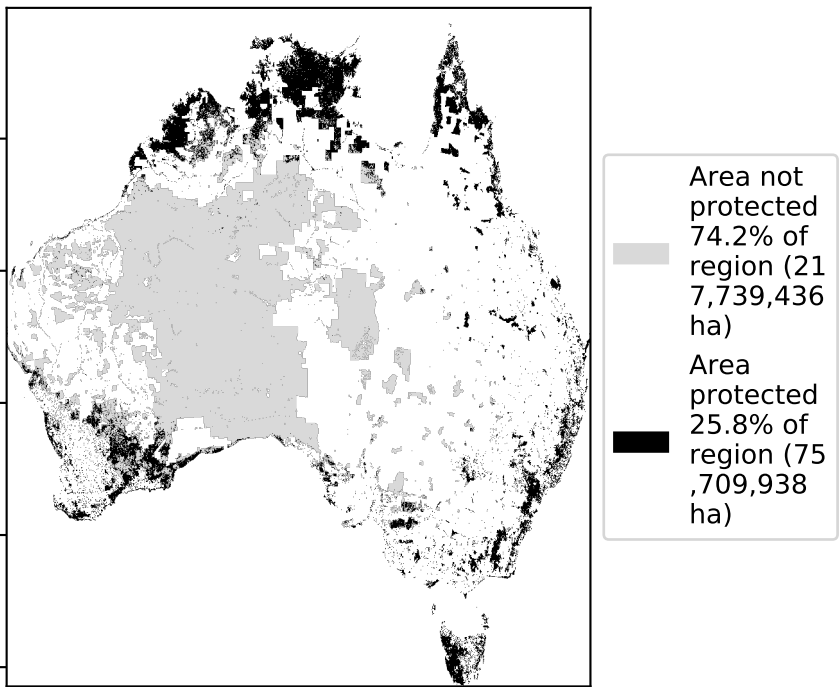 Area not
protected
74.2% of
region (21
7,739,436
ha)
Area
protected
25.8% of
region (75
,709,938
ha)